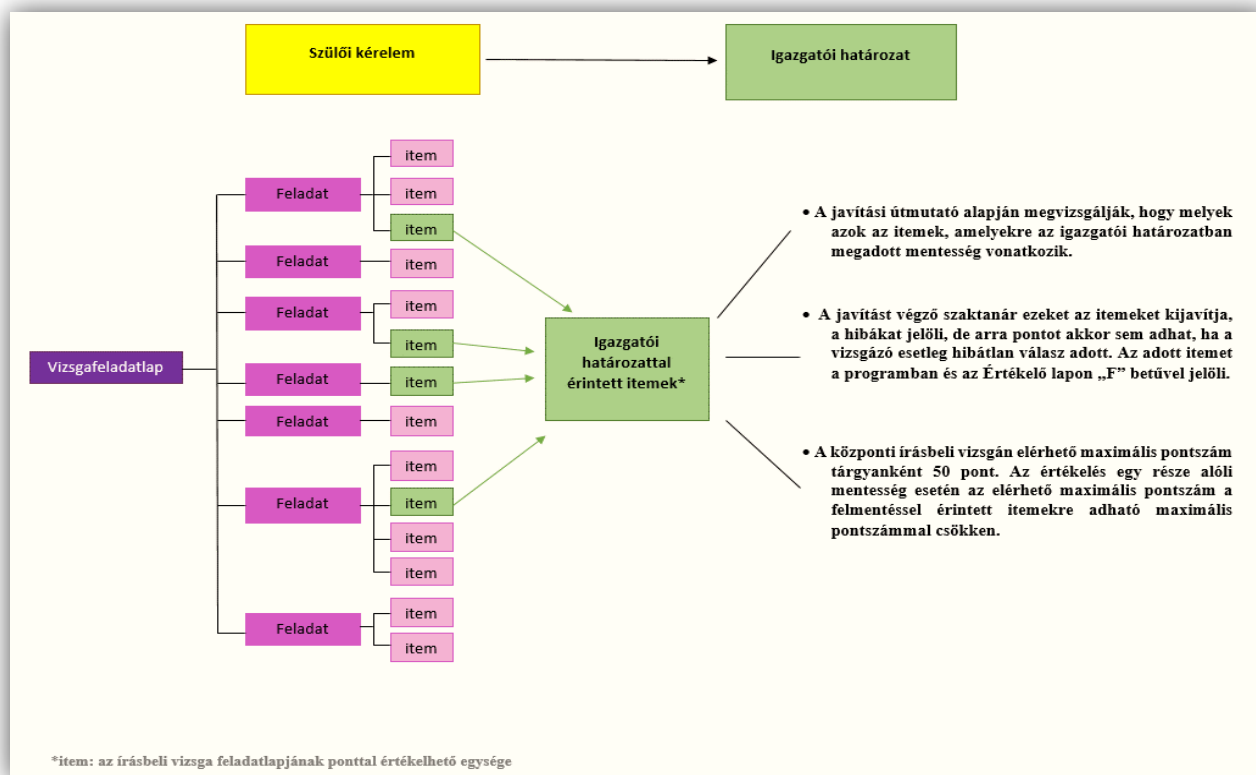 Szülői kérelem
Igazgatói határozat
Vizsgafeladatlap
Feladat
item
item
item
Feladat
item
Feladat
item
item
Feladat
item
Feladat
item
Feladat
item
item
item
item
Feladat
item
item
Igazgatói
határozattal
érintett itemek*
• A javítási útmutató alapján megvizsgálják, hogy melyek
azok az itemek, amelyekre az igazgatói határozatban
megadott mentesség vonatkozik.
• A javítást végző szaktanár ezeket az itemeket kijavítja,
a hibákat jelöli, de arra pontot akkor sem adhat, ha a
vizsgázó esetleg hibátlan válasz adott. Az adott itemet
a programban és az Értékelő lapon „F” betűvel jelöli.
• A központi írásbeli vizsgán elérhető maximális pontszám
tárgyanként 50 pont. Az értékelés egy része alóli
mentesség esetén az elérhető maximális pontszám a
felmentéssel érintett itemekre adható maximális
pontszámmal csökken.
*item: az írásbeli vizsga feladatlapjának ponttal értékelhető egysége